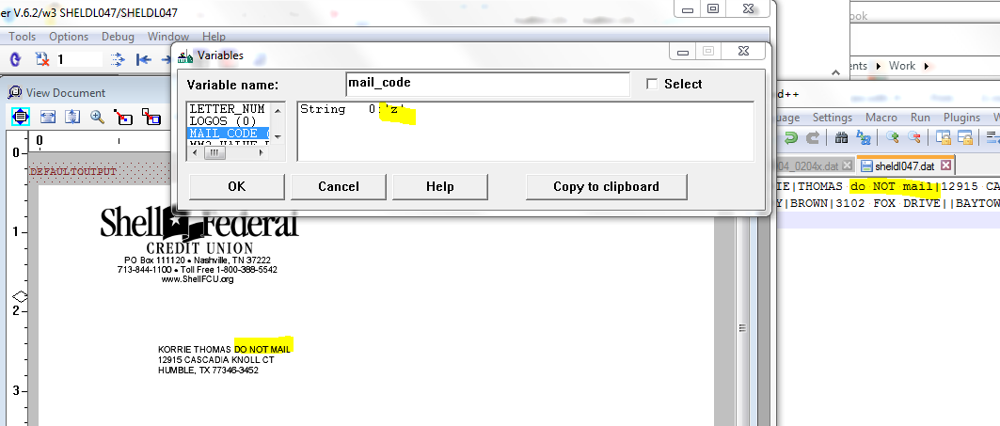 er V.6.2/w3 SHELDL047/SHELDL047
Tools Options Debug Window Help
1
View Document
0
DEFAULTOUTPUT
0
1
2
3
Variables
Variable name:
mail_code
Select
LETTER_NUM
LOGOS (0)
MAIL_CODE (
String 0:'z'
OK
Cancel
Help
Copy to clipboard
Shell Federal
CREDIT UNION
PO Box 111120 • Nashville, TN 37222
713-844-1100 • Toll Free 1-800-388-5542
www.ShellFCU.org
KORRIE THOMAS DO NOT MAIL
12915 CASCADIA KNOLL CT
HUMBLE, TX 77346-3452
ook
ents Work
d++
uage Settings Macro Run Plugins W
04_0204x.dat sheldl047.dat
IE|THOMAS do NOT mail|12915 CA
Y|BROWN|3102 FOX DRIVE||BAYTOW